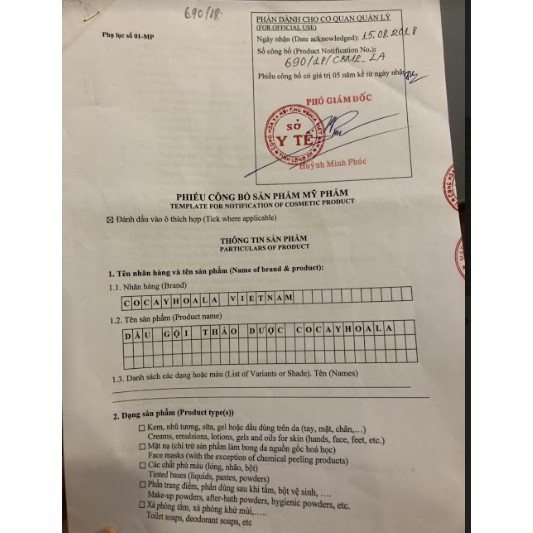 690/18.
Phụ lục số 01-MP
PHẦN DÀNH CHO CƠ QUAN QUẢN LÝ
(FOR OFFICIAL USE)
Ngày nhận (Date acknowledged): 15.08.2018
Số công bố (Product Notification No.):
690/18/CBMP-LA
Phiếu công bố có giá trị 05 năm kể từ ngày nhận
PHÓ GIÁM ĐỐC
SỞ
Y TẾ
Huỳnh Minh Phúc
PHIẾU CÔNG BỐ SẢN PHẨM MỸ PHẨM
TEMPLATE FOR NOTIFICATION OF COSMETIC PRODUCT
☒ Đánh dấu vào ô thích hợp (Tick where applicable)
THÔNG TIN SẢN PHẨM
PARTICULARS OF PRODUCT
1. Tên nhãn hàng và tên sản phẩm (Name of brand & product):
1.1. Nhãn hàng (Brand)
COCAYHOALA VIETNAM
1.2. Tên sản phẩm (Product name)
DẦU GỘI THẢO DƯỢC COCAYHOALA
1.3. Danh sách các dạng hoặc màu (List of Variants or Shade). Tên (Names)
2. Dạng sản phẩm (Product type(s))
☐ Kem, nhũ tương, sữa, gel hoặc dầu dùng trên da (tay, mặt, chân,…)
Creams, emulsions, lotions, gels and oils for skin (hands, face, feet, etc.)
☐ Mặt nạ (chỉ trừ sản phẩm làm bong da nguồn gốc hoá học)
Face masks (with the exception of chemical peeling products)
☐ Các chất phủ màu (lỏng, nhão, bột)
Tinted bases (liquids, pastes, powders)
☐ Phấn trang điểm, phấn dùng sau khi tắm, bột vệ sinh, ….
Make-up powders, after-bath powders, hygienic powders, etc.
☐ Xà phòng tắm, xà phòng khử mùi,…..
Toilet soaps, deodorant soaps, etc